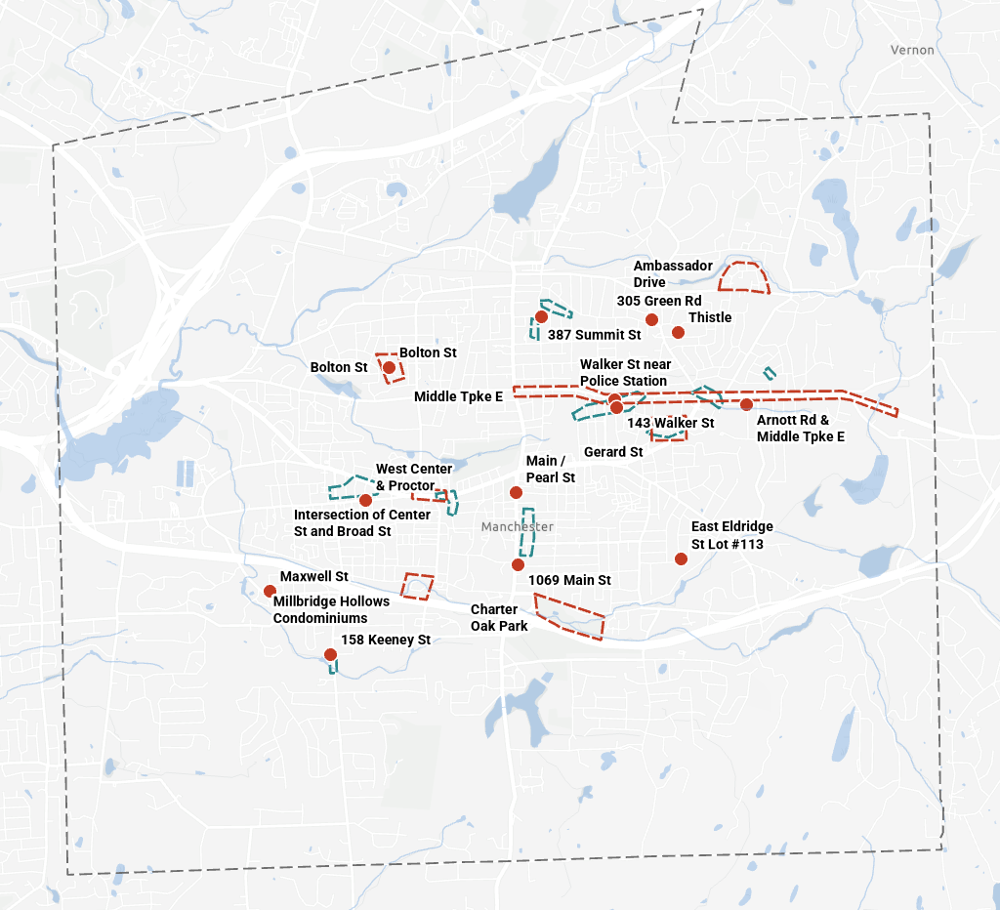 Vernon
Ambassador
Drive
305 Green Rd
Thistle
387 Summit St
Bolton St
Bolton St
Walker St near
Police Station
Middle Tpke E
143 Walker St
Arnott Rd &
Middle Tpke E
Gerard St
Main /
Pearl St
West Center
& Proctor
Intersection of Center
St and Broad St
Manchester
East Eldridge
St Lot #113
1069 Main St
Maxwell St
Millbridge Hollows
Condominiums
Charter
Oak Park
158 Keeney St